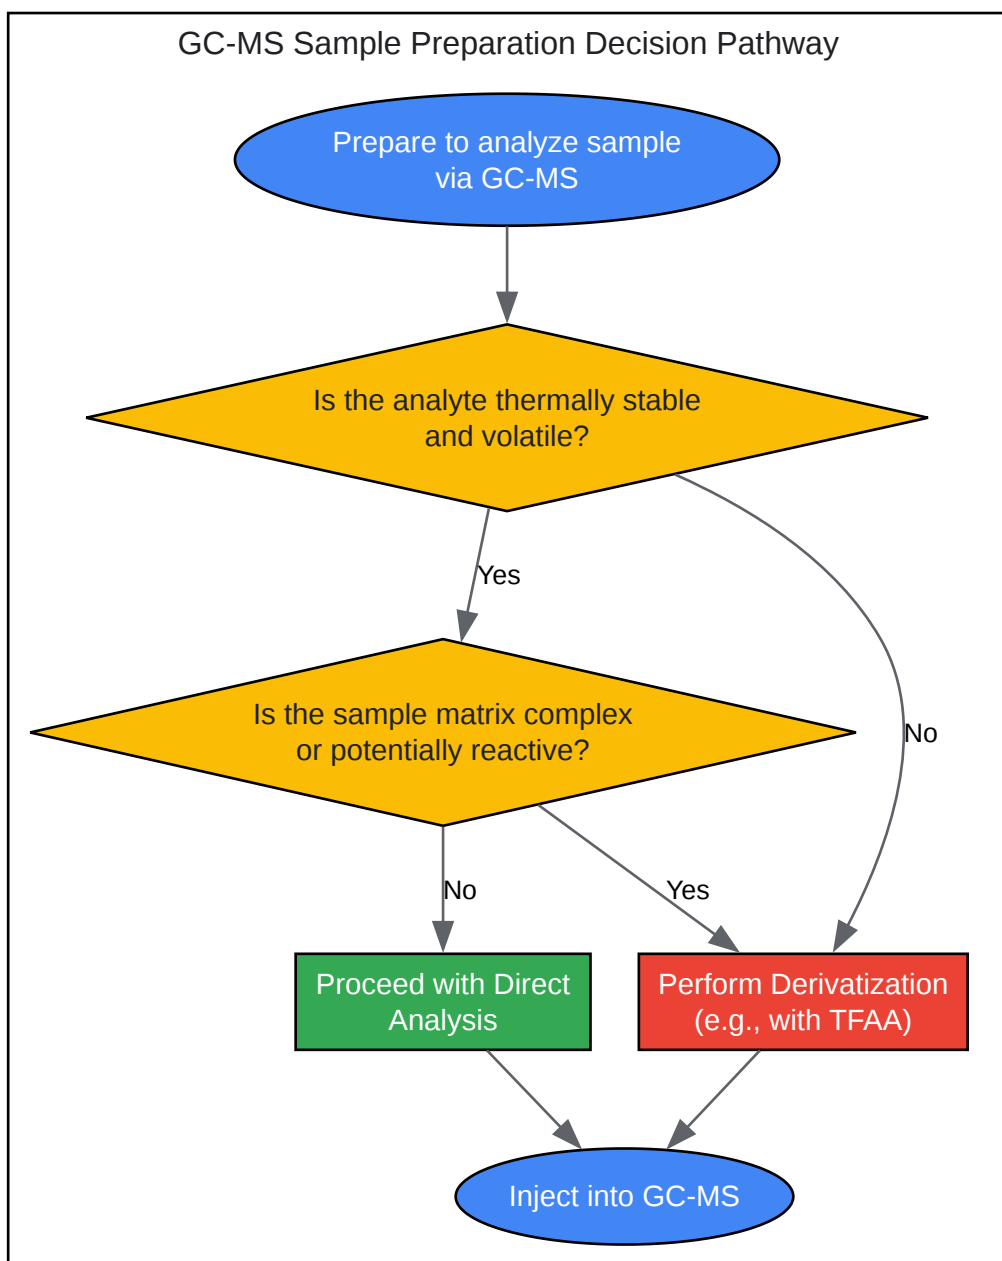 GC-MS Sample Preparation Decision Pathway
Prepare to analyze sample
via GC-MS
Is the analyte thermally stable
and volatile?
Yes
Is the sample matrix complex
or potentially reactive?
No
No
Yes
Proceed with Direct
Analysis
Perform Derivatization
(e.g., with TFAA)
Inject into GC-MS